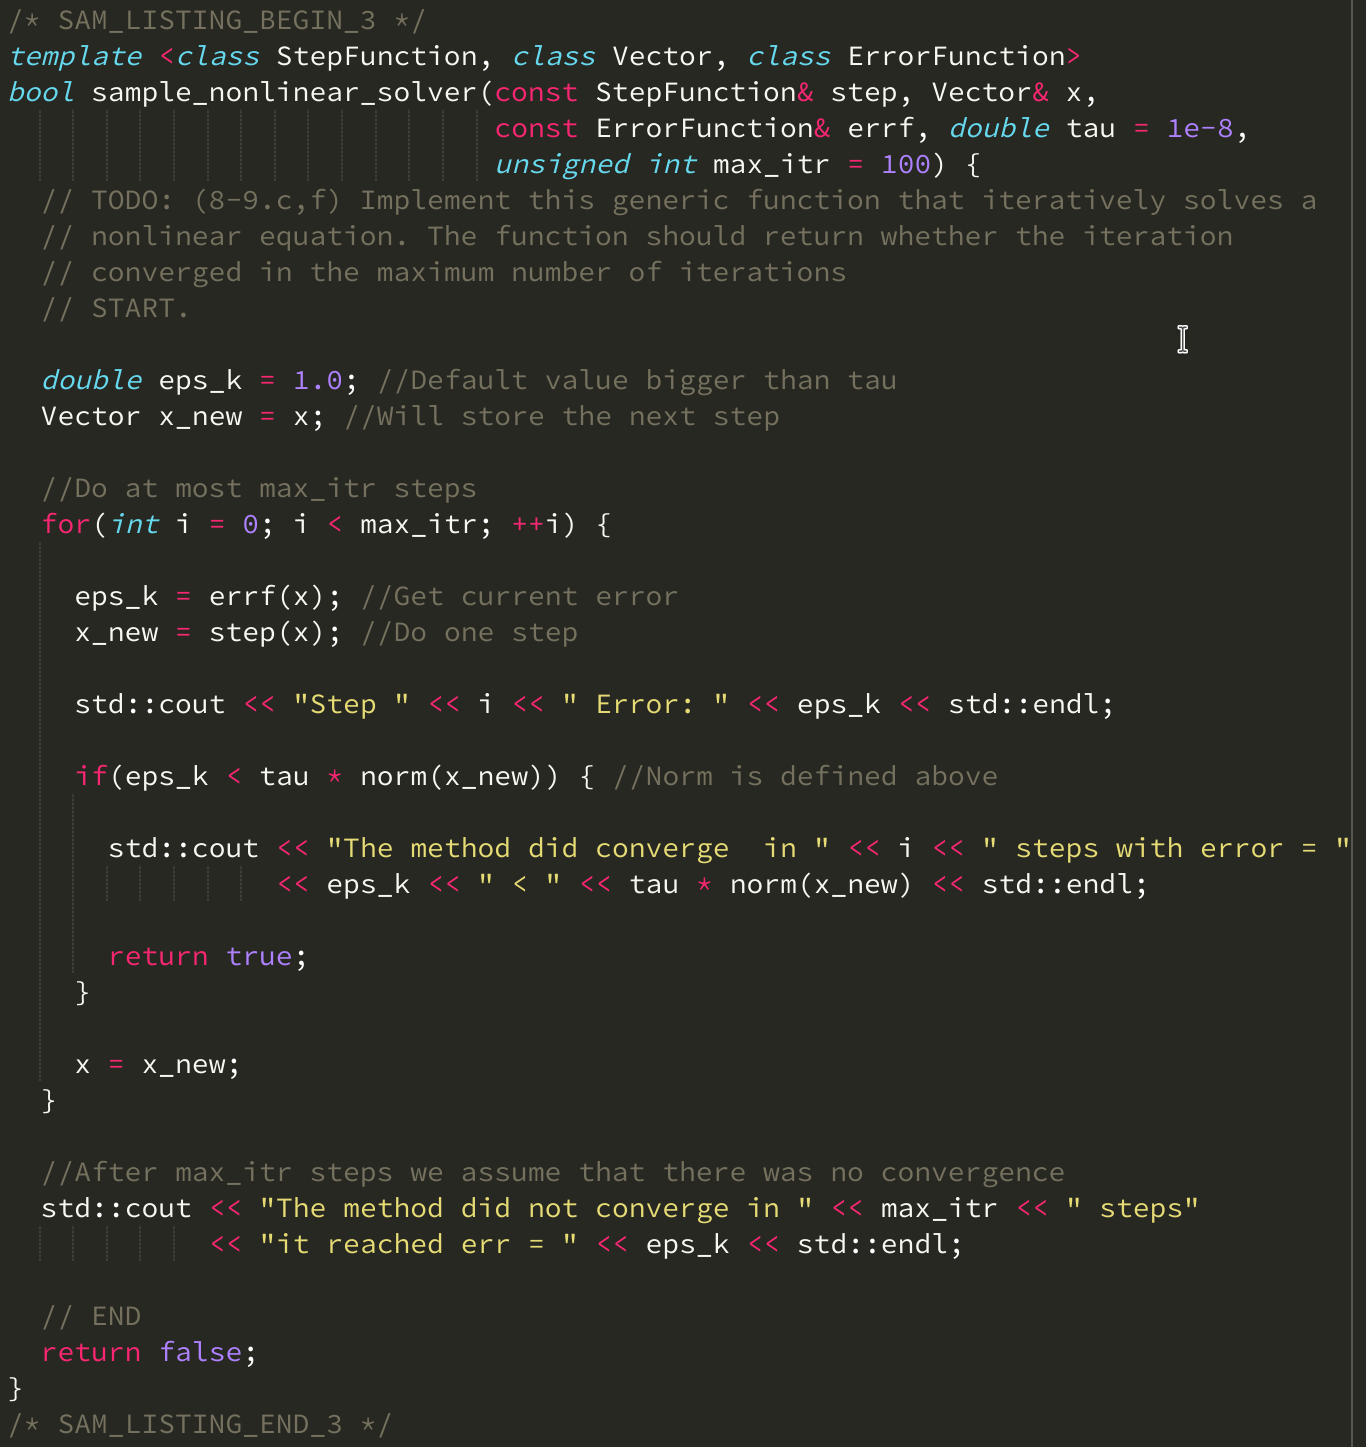 /* SAM_LISTING_BEGIN_3 */
template <class StepFunction, class Vector, class ErrorFunction>
bool sample_nonlinear_solver(const StepFunction& step, Vector& x,
                             const ErrorFunction& errf, double tau = 1e-8,
                             unsigned int max_itr = 100) {
  // TODO: (8-9.c,f) Implement this generic function that iteratively solves a
  // nonlinear equation. The function should return whether the iteration
  // converged in the maximum number of iterations
  // START.

  double eps_k = 1.0; //Default value bigger than tau
  Vector x_new = x; //Will store the next step

  //Do at most max_itr steps
  for(int i = 0; i < max_itr; ++i) {

    eps_k = errf(x); //Get current error
    x_new = step(x); //Do one step

    std::cout << "Step " << i << " Error: " << eps_k << std::endl;

    if(eps_k < tau * norm(x_new)) { //Norm is defined above

      std::cout << "The method did converge  in " << i << " steps with error = "
                << eps_k << " < " << tau * norm(x_new) << std::endl;

      return true;
    }

    x = x_new;
  }

  //After max_itr steps we assume that there was no convergence
  std::cout << "The method did not converge in " << max_itr << " steps"
            << "it reached err = " << eps_k << std::endl;

  // END
  return false;
}
/* SAM_LISTING_END_3 */